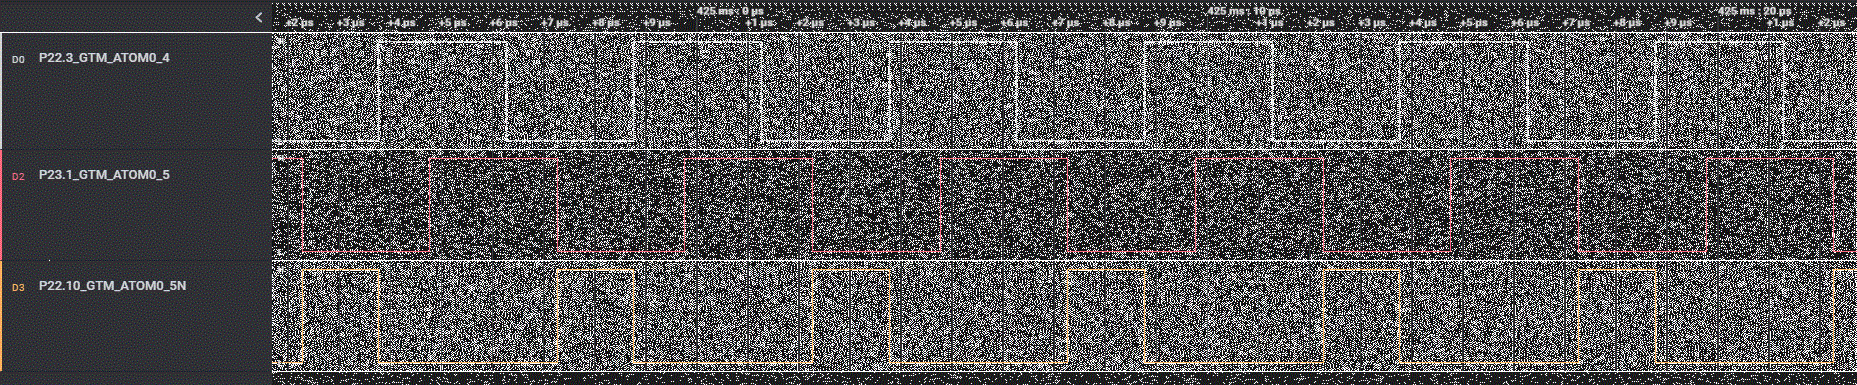 425 ms : 0 µs 425 ms : 10 µs 425 ms : 20 µs
+2 µs +3 µs +4 µs +5 µs +6 µs +7 µs +8 µs +9 µs +1 µs +2 µs +3 µs +4 µs +5 µs +6 µs +7 µs +8 µs +9 µs +1 µs +2 µs +3 µs +4 µs +5 µs +6 µs +7 µs +8 µs +9 µs +1 µs +2 µs
D0 P22.3_GTM_ATOM0_4
D2 P23.1_GTM_ATOM0_5
D3 P22.10_GTM_ATOM0_5N